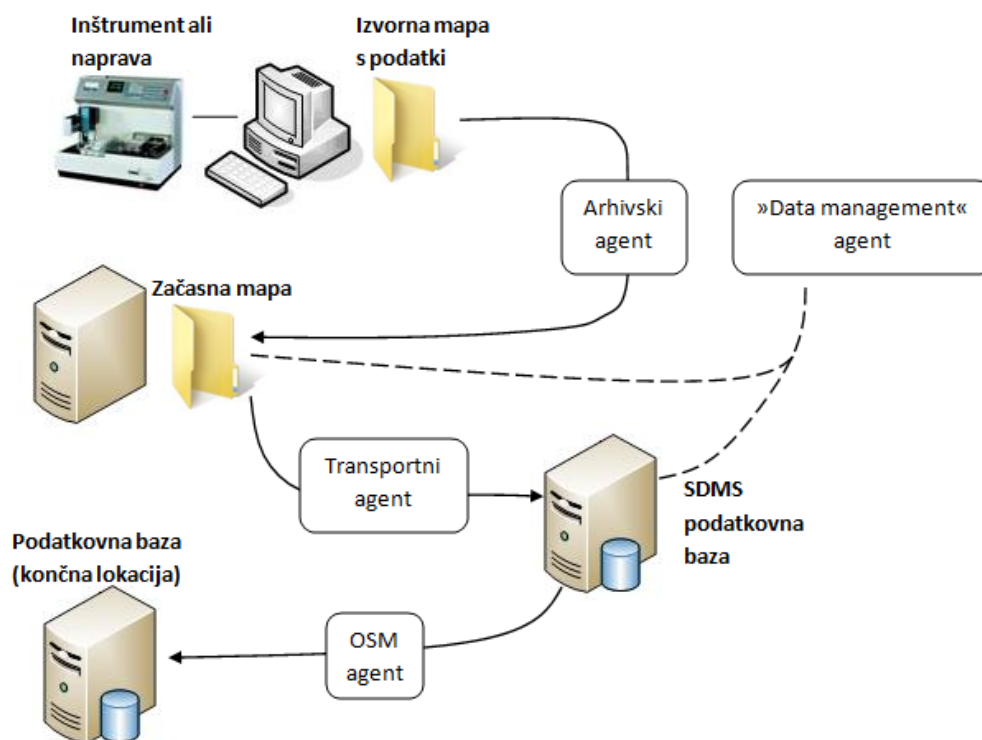 Inštrument ali
naprava
Izvorna mapa
s podatki
Arhivski
agent
»Data management«
agent
Začasna mapa
Transportni
agent
SDMS
podatkovna
baza
Podatkovna baza
(končna lokacija)
OSM
agent